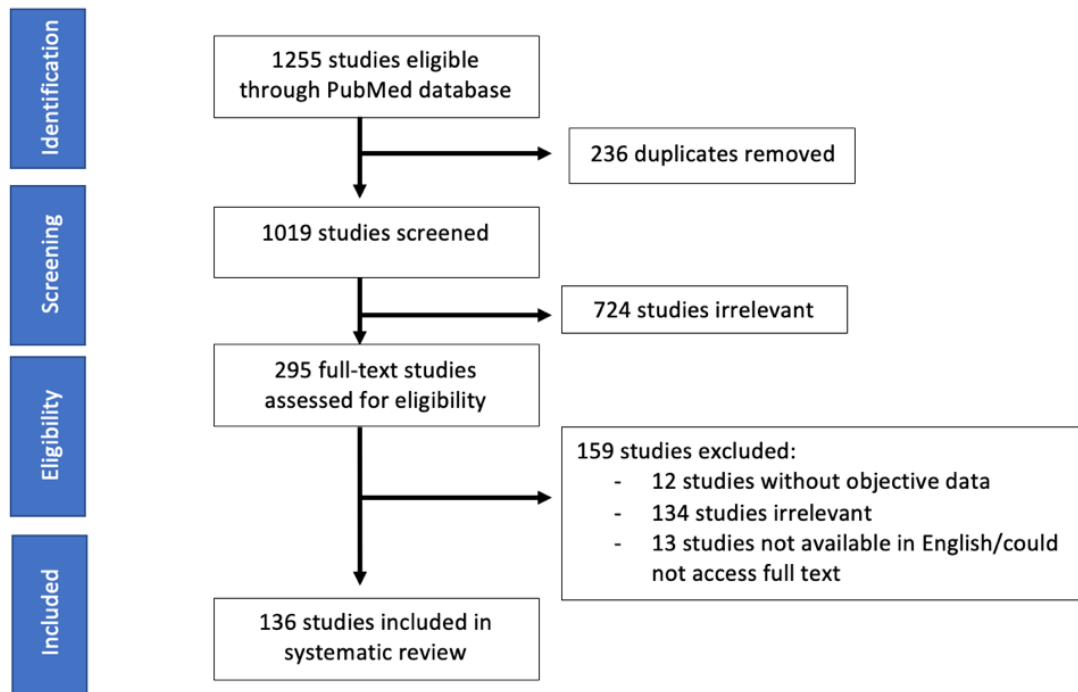 Identification
1255 studies eligible
through PubMed database
236 duplicates removed
Screening
1019 studies screened
724 studies irrelevant
Eligibility
295 full-text studies
assessed for eligibility
159 studies excluded:
- 12 studies without objective data
- 134 studies irrelevant
- 13 studies not available in English/could
not access full text
Included
136 studies included in
systematic review